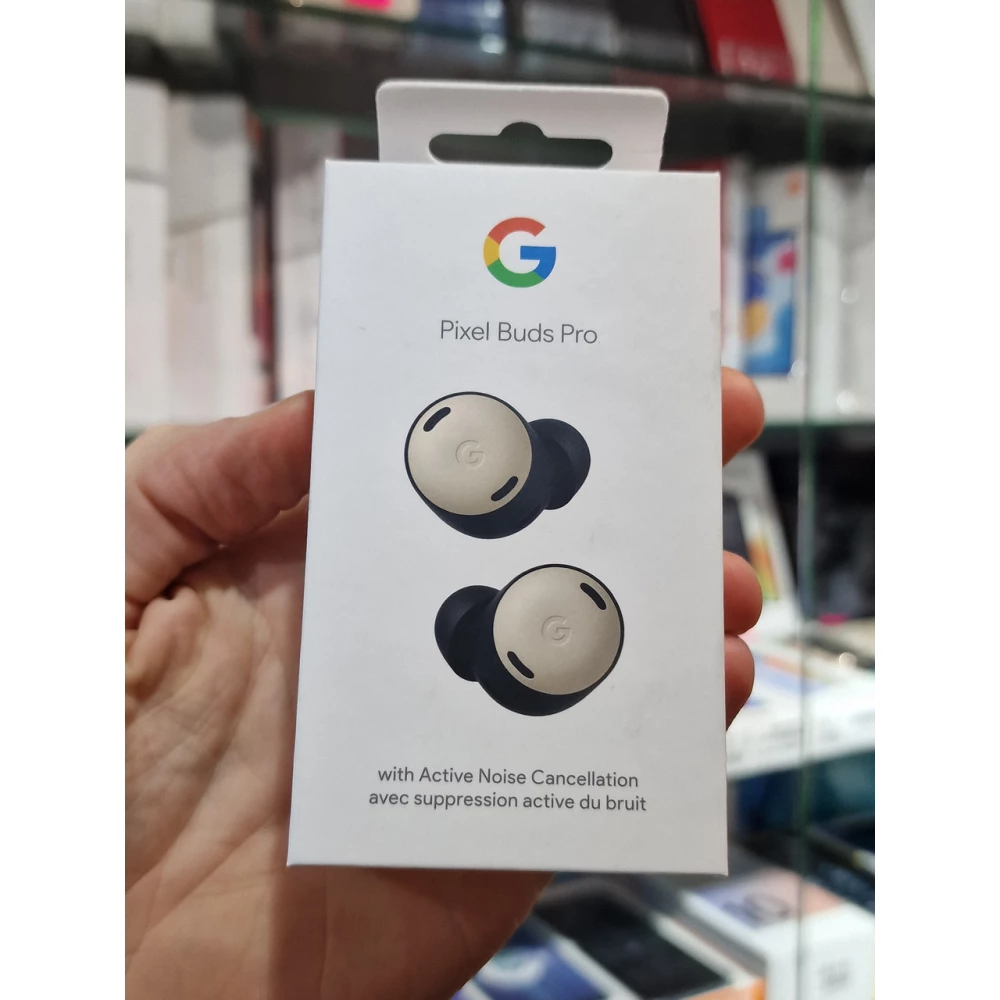 G
Pixel Buds Pro
G
G
with Active Noise Cancellation
avec suppression active du bruit